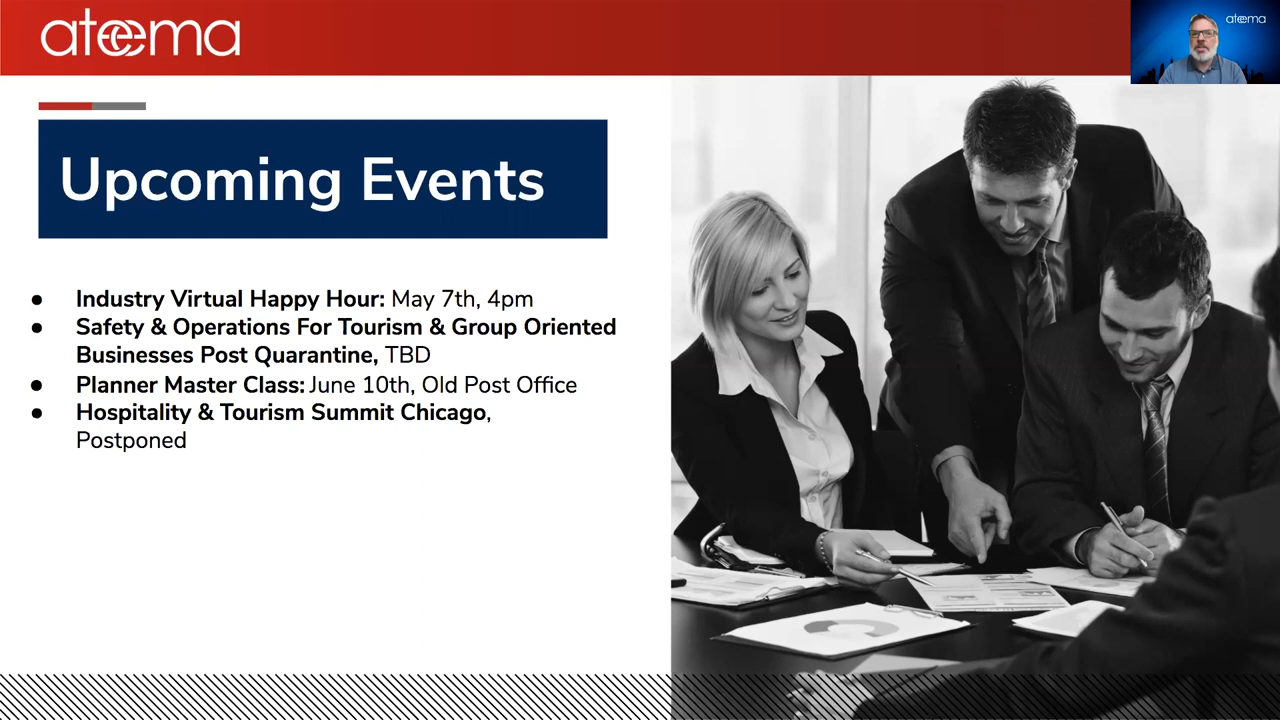 ateema
ateema
Upcoming Events
● Industry Virtual Happy Hour: May 7th, 4pm
● Safety & Operations For Tourism & Group Oriented
Businesses Post Quarantine, TBD
● Planner Master Class: June 10th, Old Post Office
● Hospitality & Tourism Summit Chicago,
Postponed